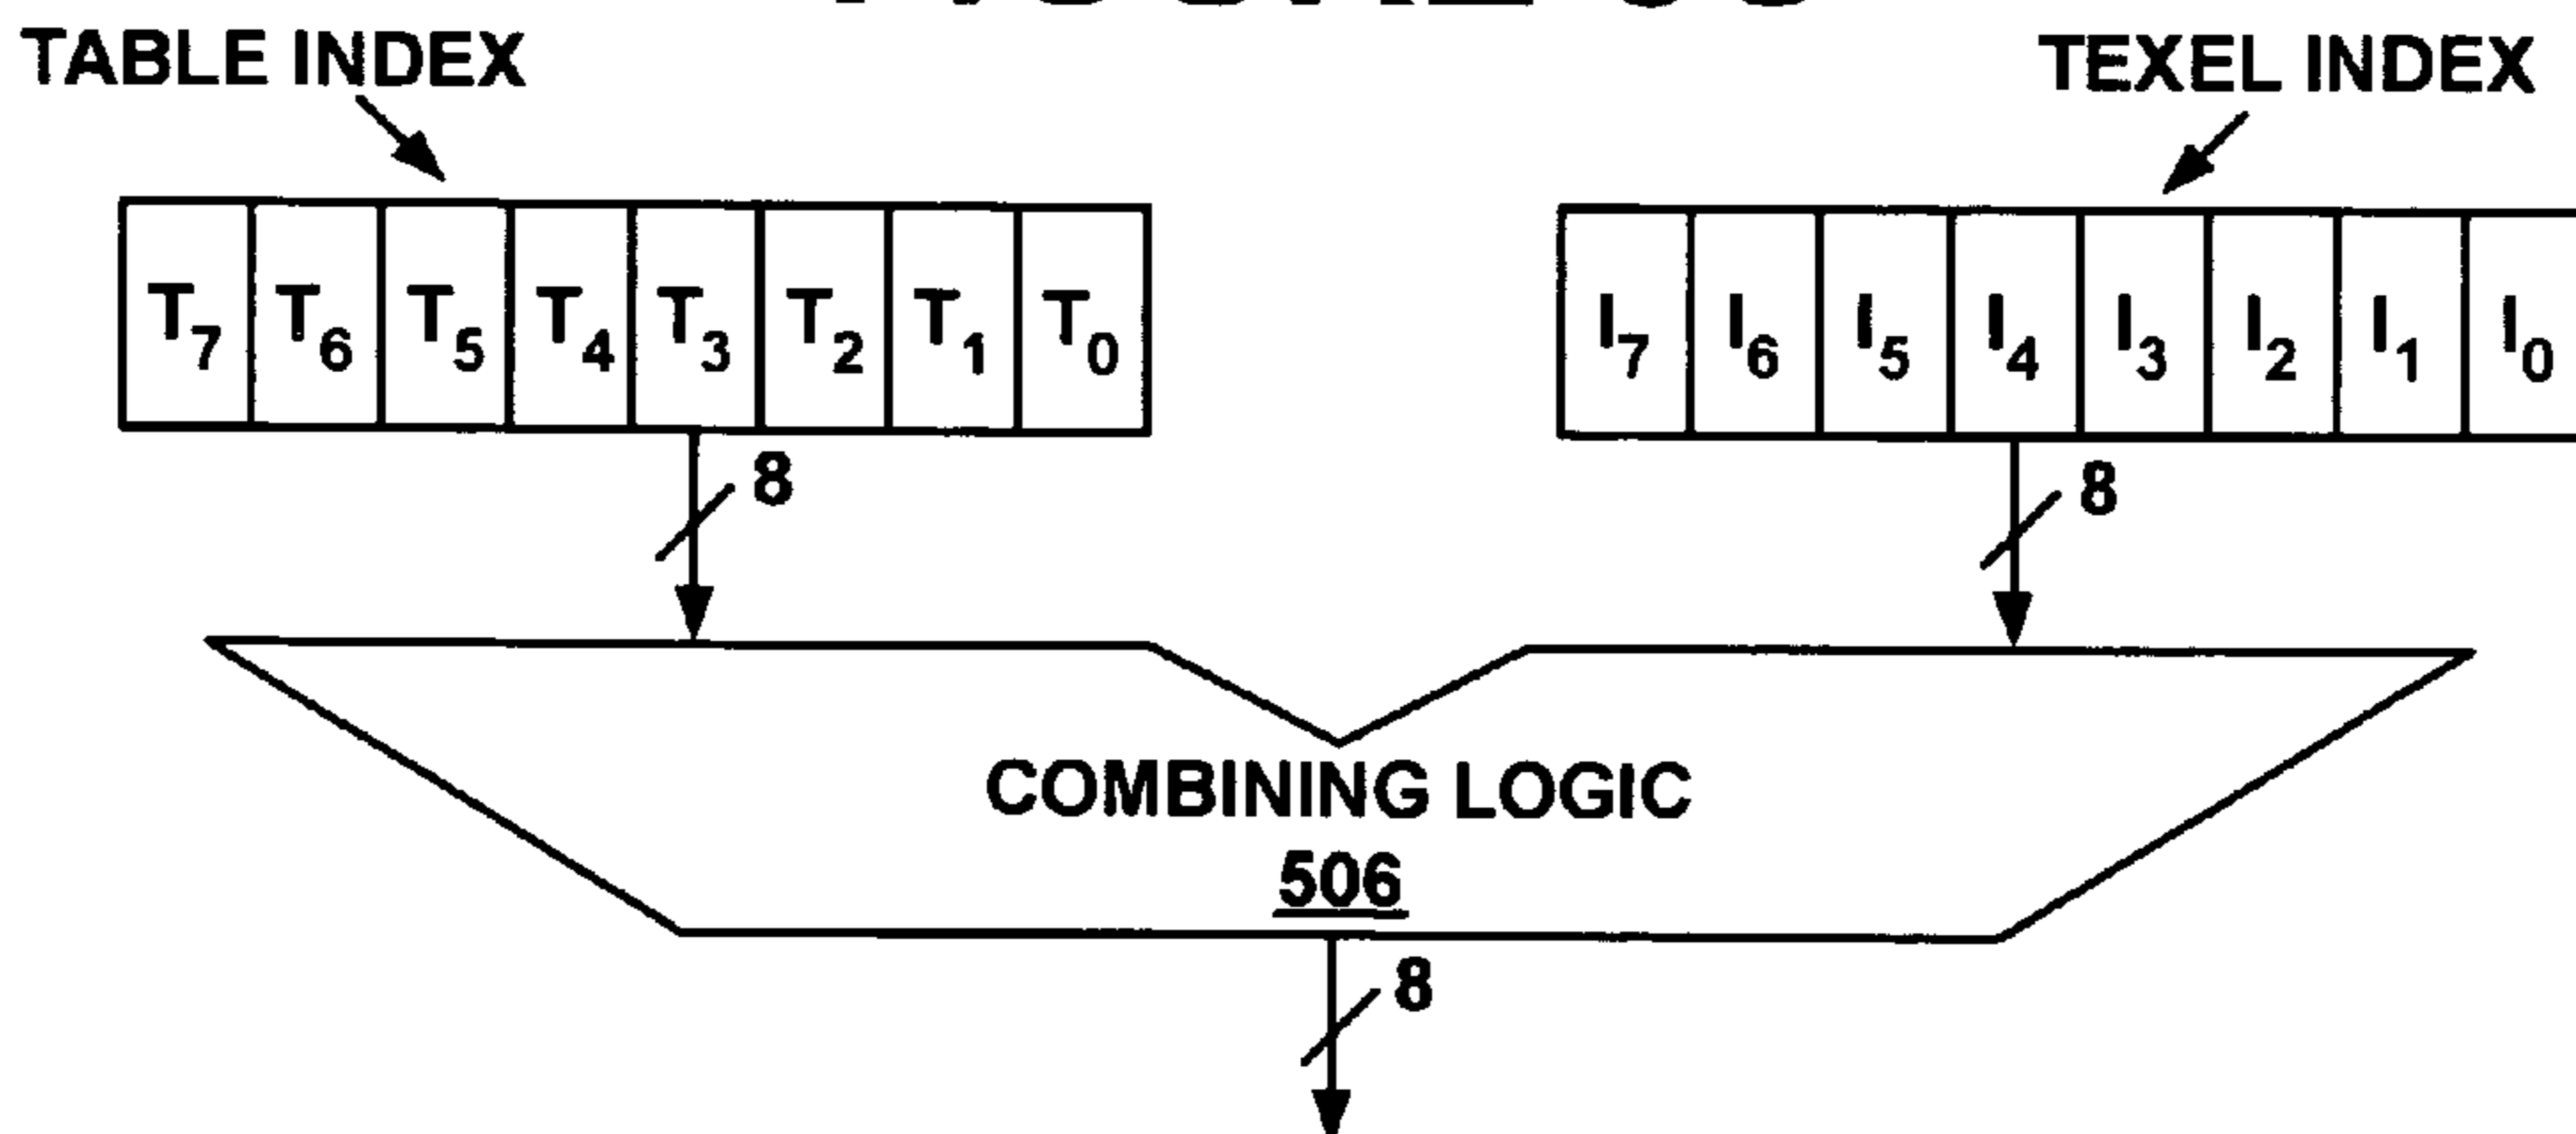 TABLE INDEX TEXEL INDEX
T7 T6 T5 T4 T3 T2 T1 T0 I7 I6 I5 I4 I3 I2 I1 I0
8 8
COMBINING LOGIC
506
8